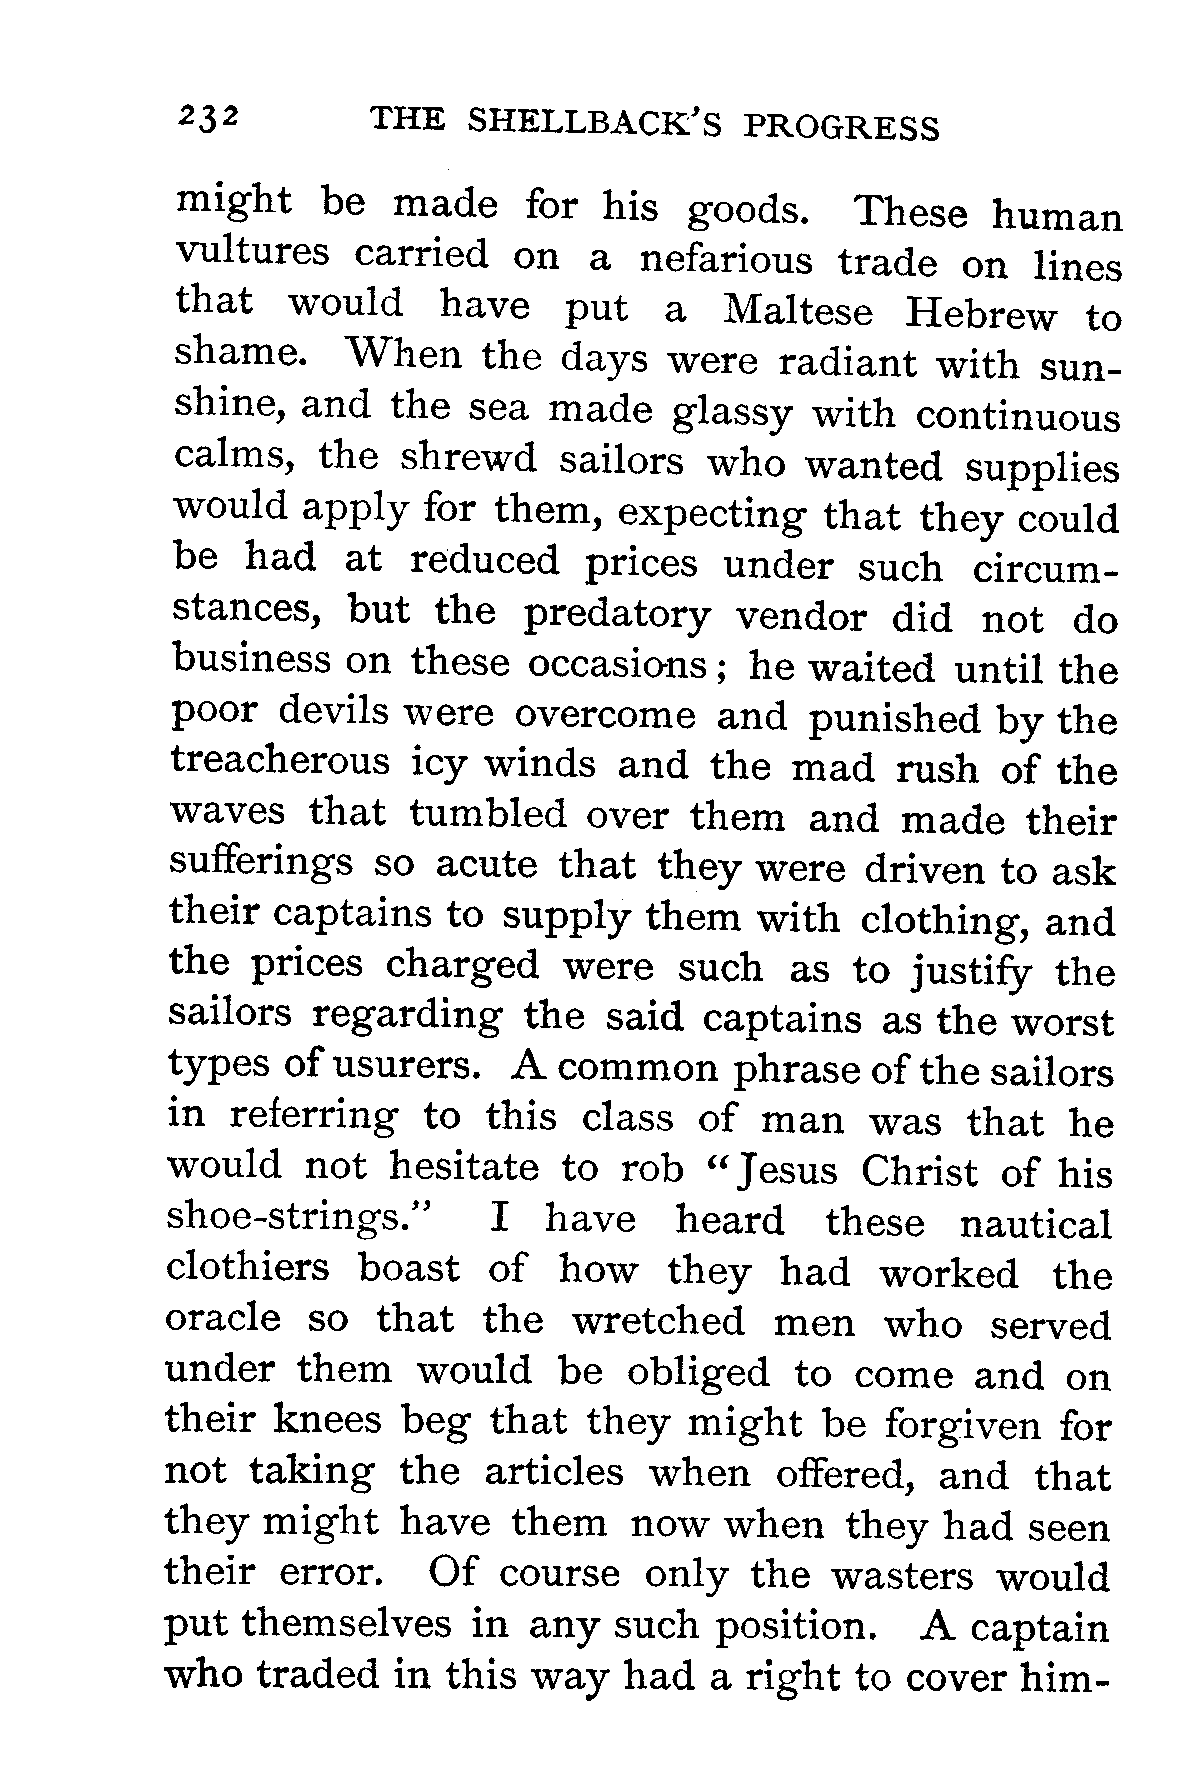 232 THE SHELLBACK'S PROGRESS
might be made for his goods. These human
vultures carried on a nefarious trade on lines
that would have put a Maltese Hebrew to
shame. When the days were radiant with sun-
shine, and the sea made glassy with continuous
calms, the shrewd sailors who wanted supplies
would apply for them, expecting that they could
be had at reduced prices under such circum-
stances, but the predatory vendor did not do
business on these occasions; he waited until the
poor devils were overcome and punished by the
treacherous icy winds and the mad rush of the
waves that tumbled over them and made their
sufferings so acute that they were driven to ask
their captains to supply them with clothing, and
the prices charged were such as to justify the
sailors regarding the said captains as the worst
types of usurers. A common phrase of the sailors
in referring to this class of man was that he
would not hesitate to rob "Jesus Christ of his
shoe-strings." I have heard these nautical
clothiers boast of how they had worked the
oracle so that the wretched men who served
under them would be obliged to come and on
their knees beg that they might be forgiven for
not taking the articles when offered, and that
they might have them now when they had seen
their error. Of course only the wasters would
put themselves in any such position. A captain
who traded in this way had a right to cover him-